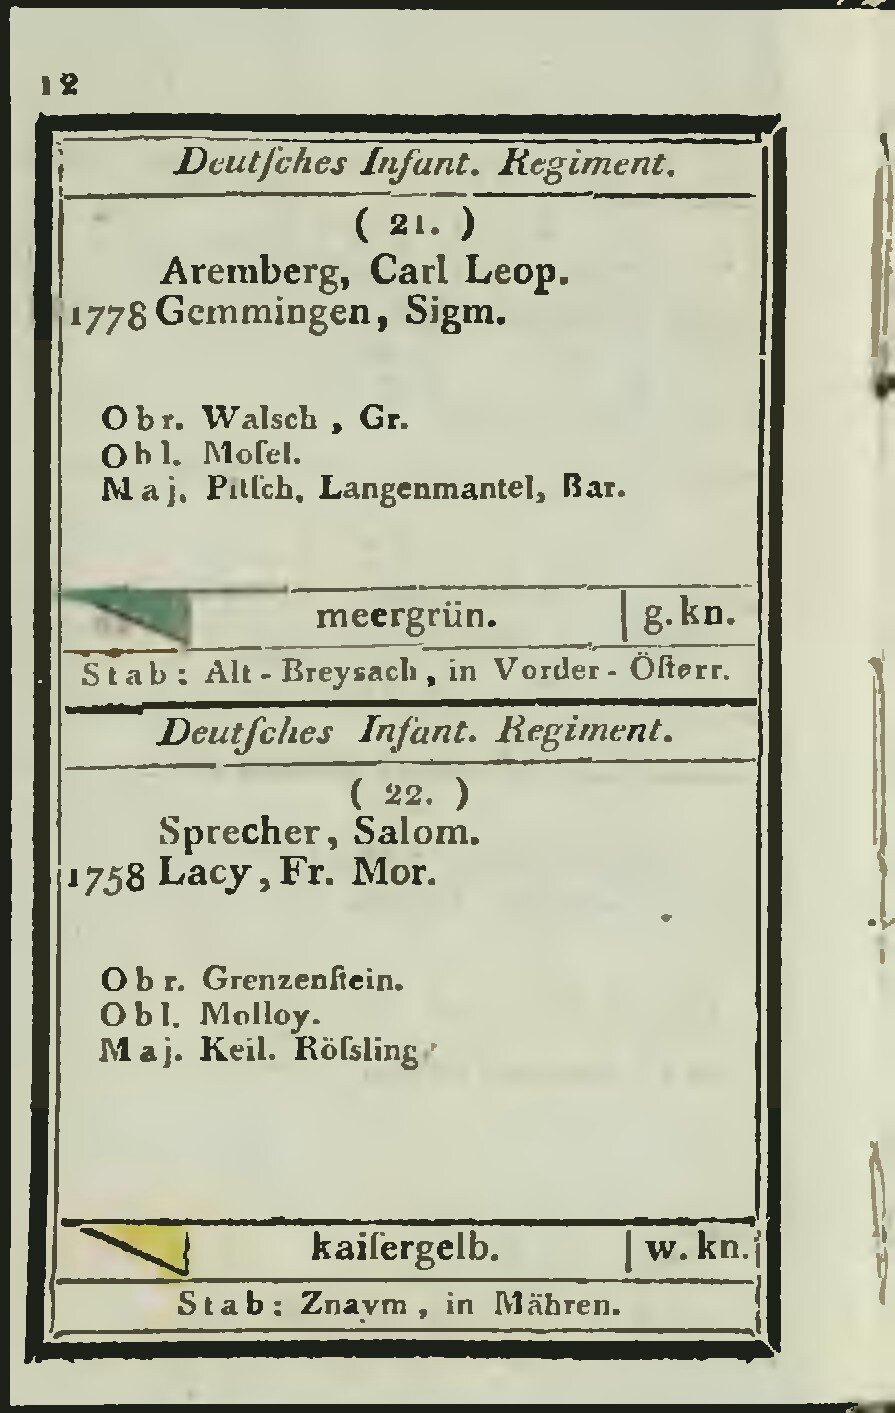 12
Deutſches Infant. Regiment.
( 21. )
Aremberg, Carl Leop.
1778 Gemmingen, Sigm.
Obr. Walsch, Gr.
Obl. Moſel.
Maj. Pitſch, Langenmantel, Bar.
meergrün. | g. kn.
Stab: Alt-Breysach, in Vorder-Öſterr.
Deutſches Infant. Regiment.
( 22. )
Sprecher, Salom.
1758 Lacy, Fr. Mor.
Obr. Grenzenſtein.
Obl. Molloy.
Maj. Keil. Röſsling
kaiſergelb. | w. kn.
Stab: Znaym, in Mähren.